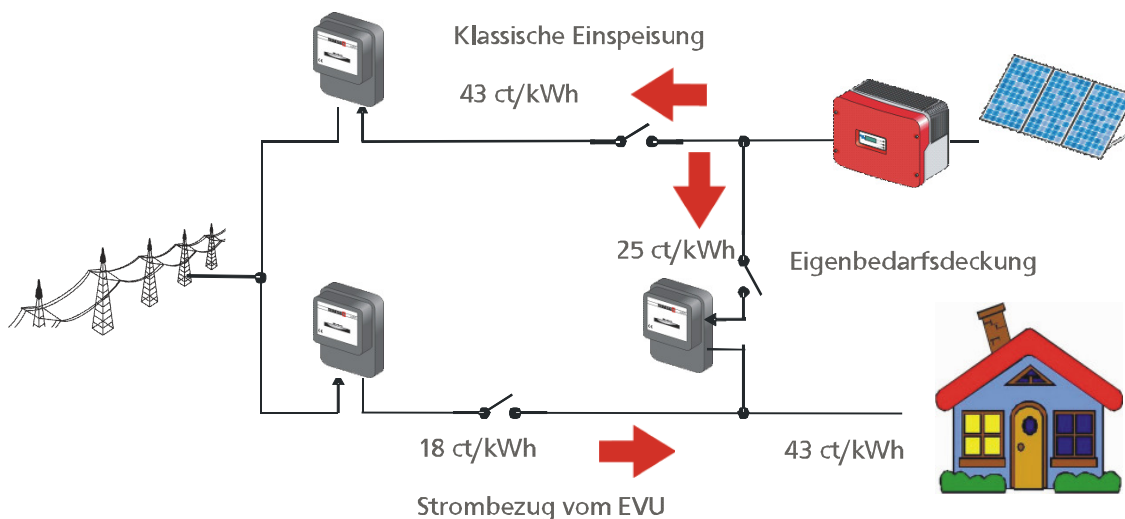 Klassische Einspeisung
43 ct/kWh
25 ct/kWh
Eigenbedarfsdeckung
18 ct/kWh
43 ct/kWh
Strombezug vom EVU